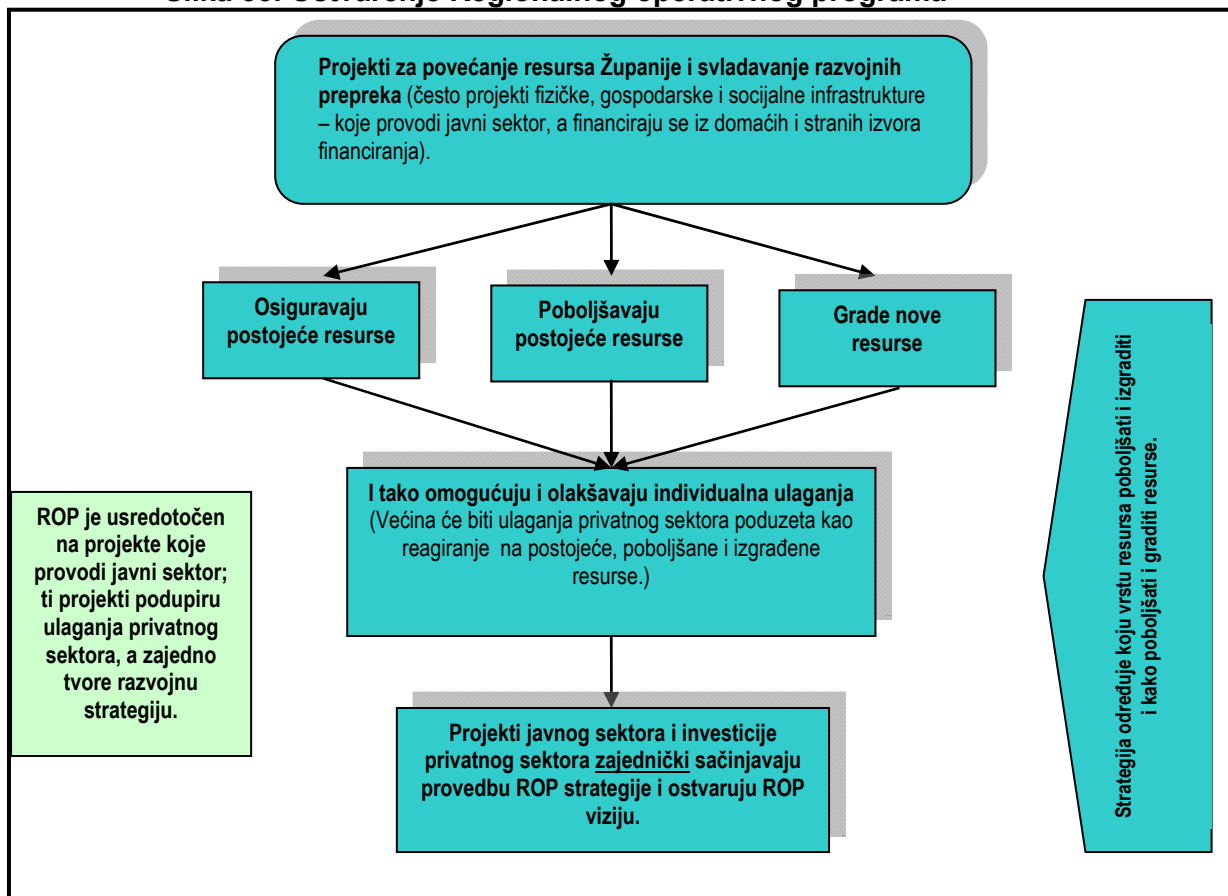 Projekti za povećanje resursa Županije i svladavanje razvojnih
prepreka (često projekti fizičke, gospodarske i socijalne infrastrukture
– koje provodi javni sektor, a financiraju se iz domaćih i stranih izvora
financiranja).
Osiguravaju
postojeće resurse
Poboljšavaju
postojeće resurse
Grade nove
resurse
I tako omogućuju i olakšavaju individualna ulaganja
(Većina će biti ulaganja privatnog sektora poduzeta kao
reagiranje na postojeće, poboljšane i izgrađene
resurse.)
ROP je usredotočen
na projekte koje
provodi javni sektor;
ti projekti podupiru
ulaganja privatnog
sektora, a zajedno
tvore razvojnu
strategiju.
Projekti javnog sektora i investicije
privatnog sektora zajednički sačinjavaju
provedbu ROP strategije i ostvaruju ROP
viziju.
Strategija određuje koju vrstu resursa poboljšati i izgraditi
i kako poboljšati i graditi resurse.